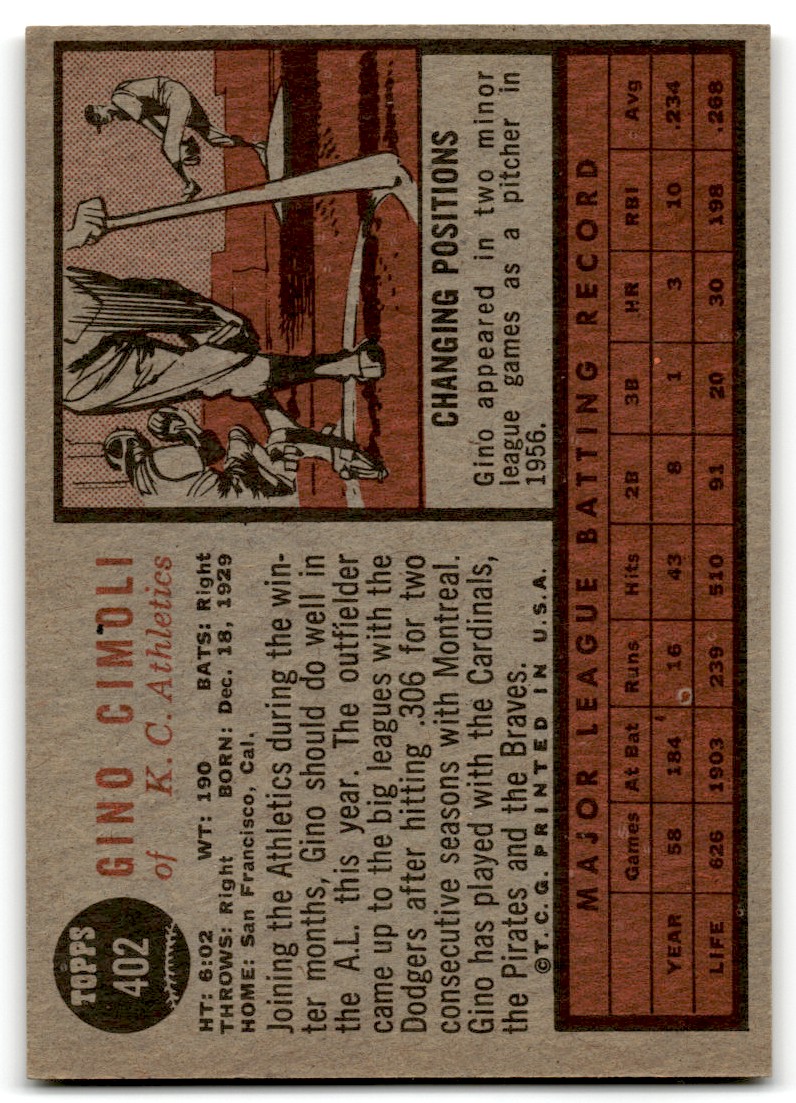 TOPPS
402
GINO CIMOLI
of K. C. Athletics
HT: 6:02 WT: 190 BATS: Right
THROWS: Right BORN: Dec. 18, 1929
HOME: San Francisco, Cal.
Joining the Athletics during the win-
ter months, Gino should do well in
the A.L. this year. The outfielder
came up to the big leagues with the
Dodgers after hitting .306 for two
consecutive seasons with Montreal.
Gino has played with the Cardinals,
the Pirates and the Braves.
©T.C.G. PRINTED IN U.S.A.
CHANGING POSITIONS
Gino appeared in two minor
league games as a pitcher in
1956.
MAJOR LEAGUE BATTING RECORD
Games At Bat Runs Hits 2B 3B HR RBI Avg
YEAR 58 184 16 43 8 1 3 10 .234
LIFE 626 1903 239 510 91 20 30 198 .268